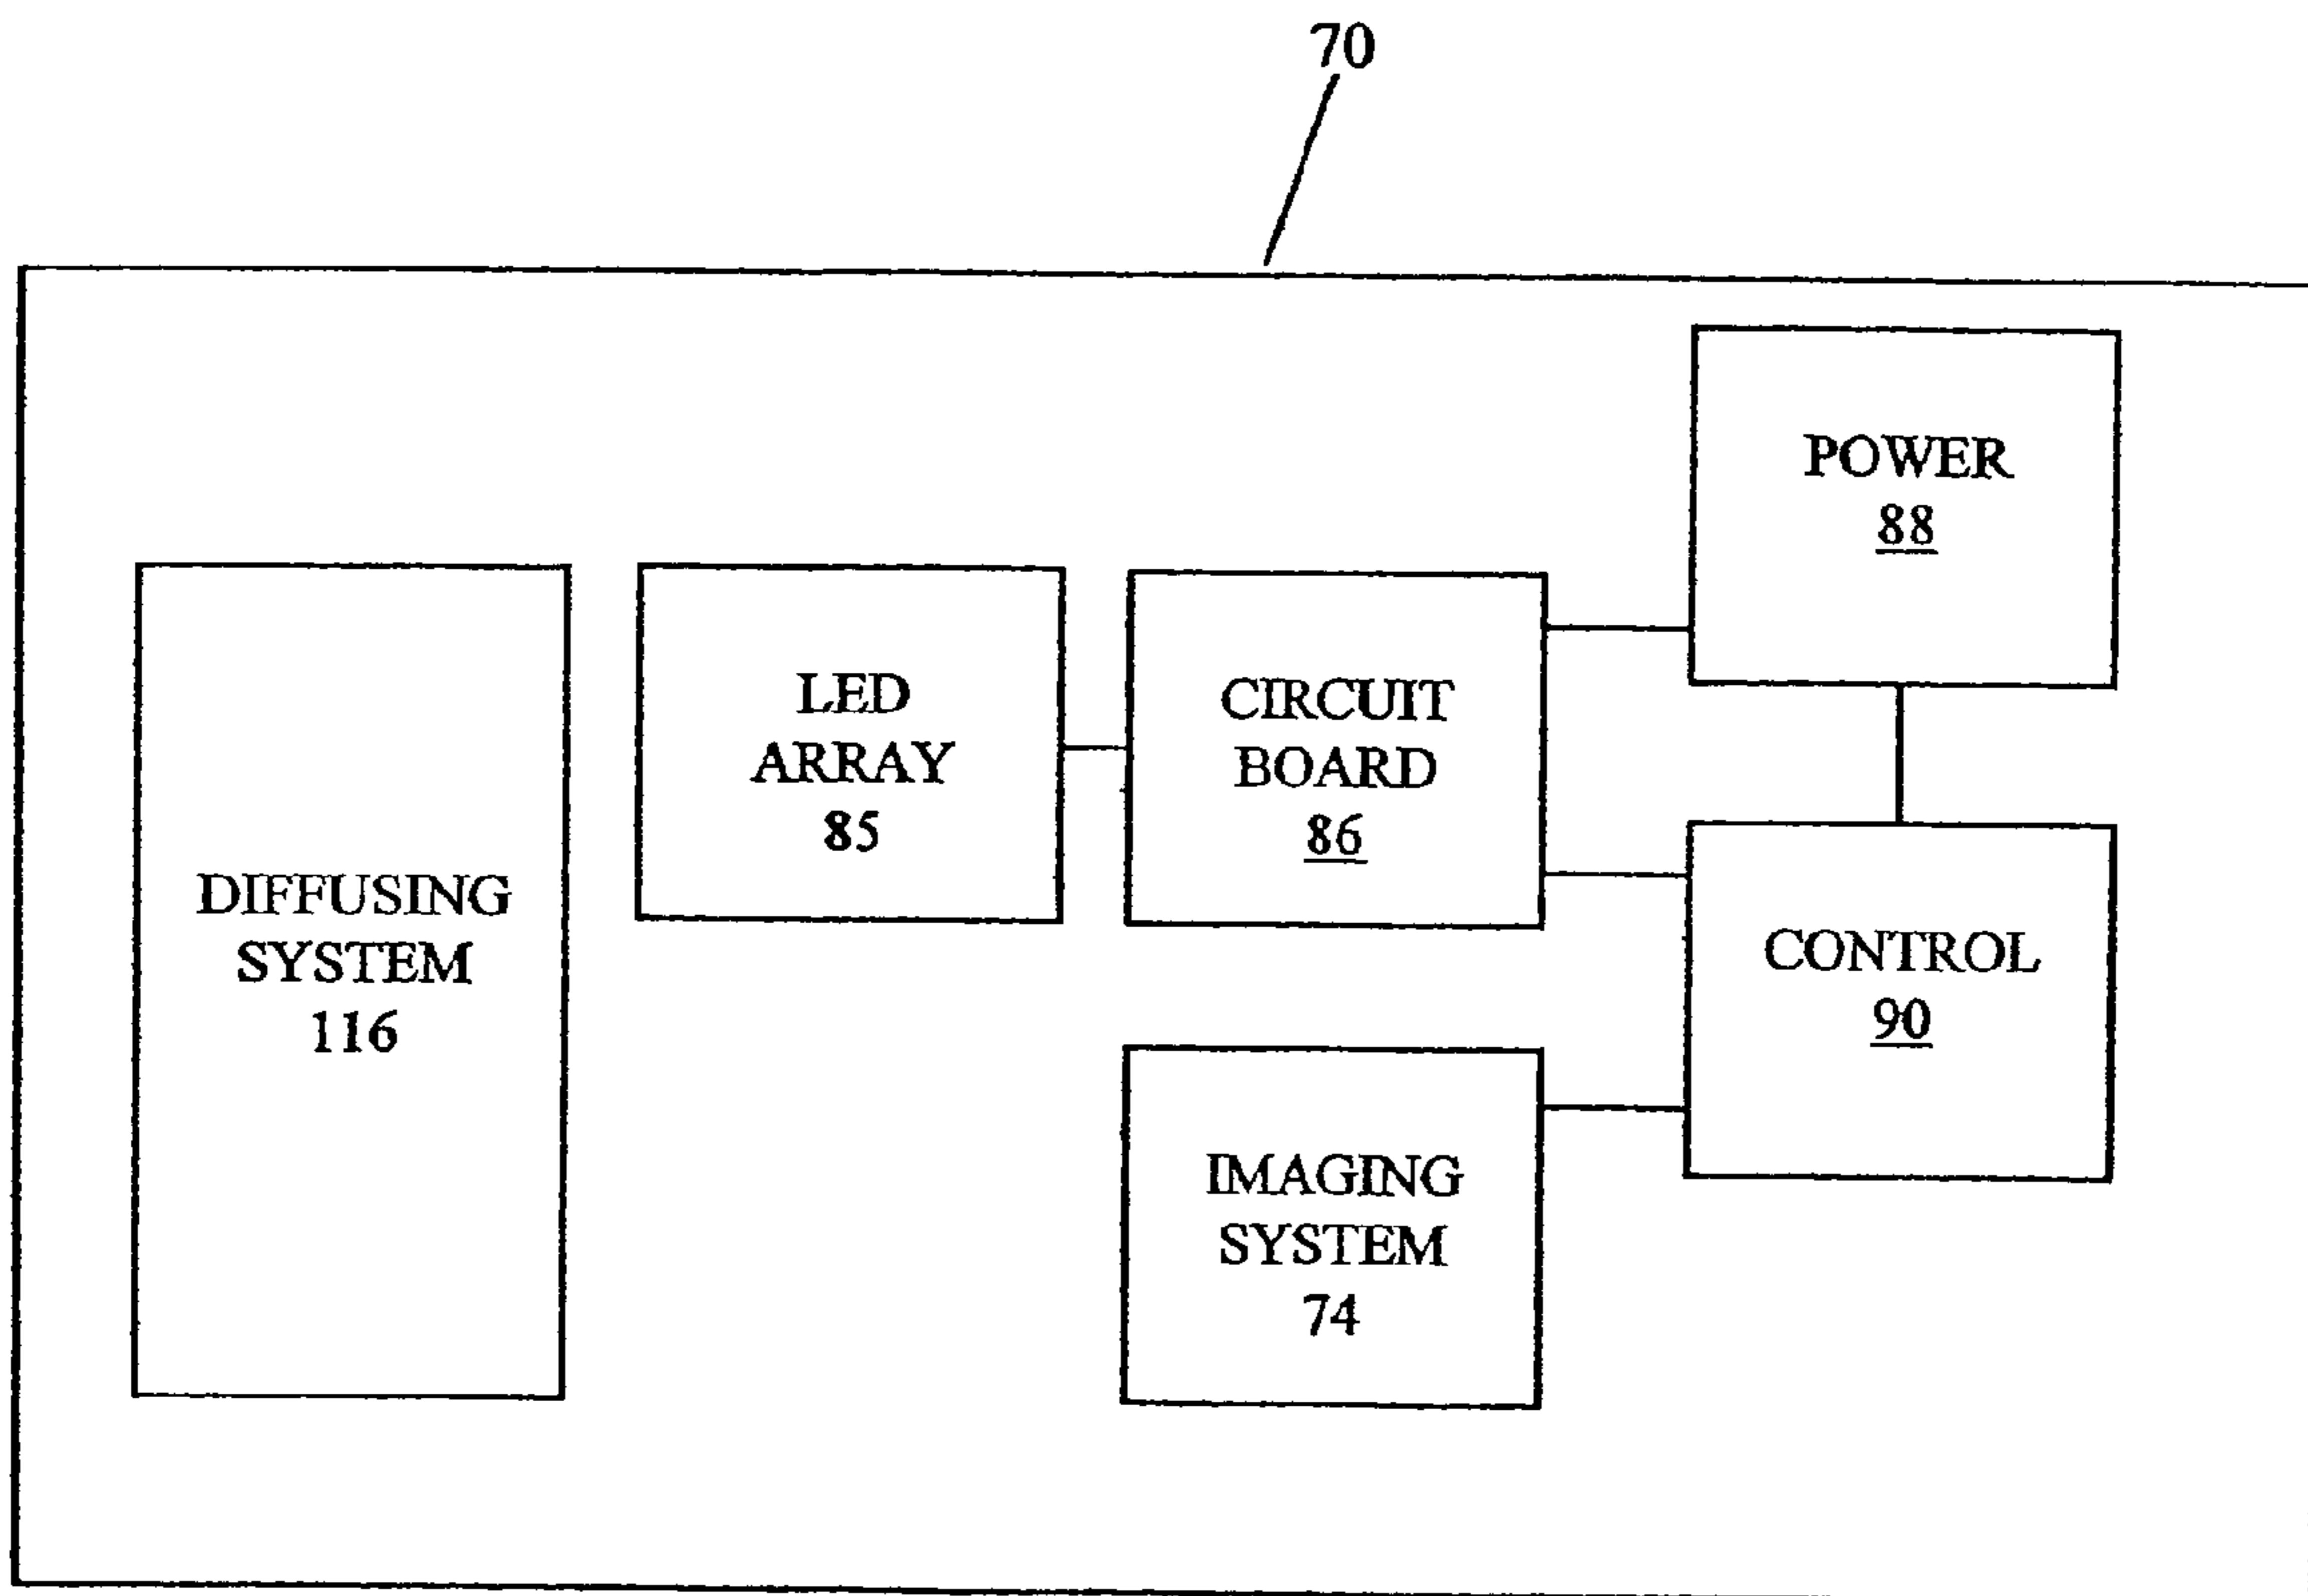 70
POWER
88
LED
ARRAY
85
CIRCUIT
BOARD
86
DIFFUSING
SYSTEM
116
CONTROL
90
IMAGING
SYSTEM
74